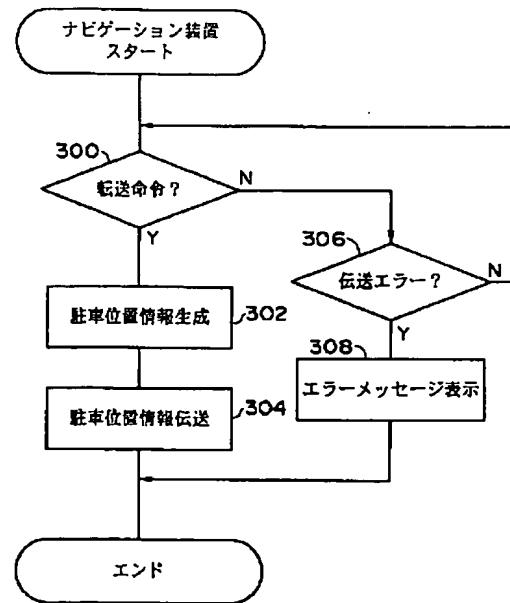 ナビゲーション装置
スタート
300
転送命令?
N
Y
306
伝送エラー?
N
Y
駐車位置情報生成
302
308
エラーメッセージ表示
駐車位置情報伝送
304
エンド